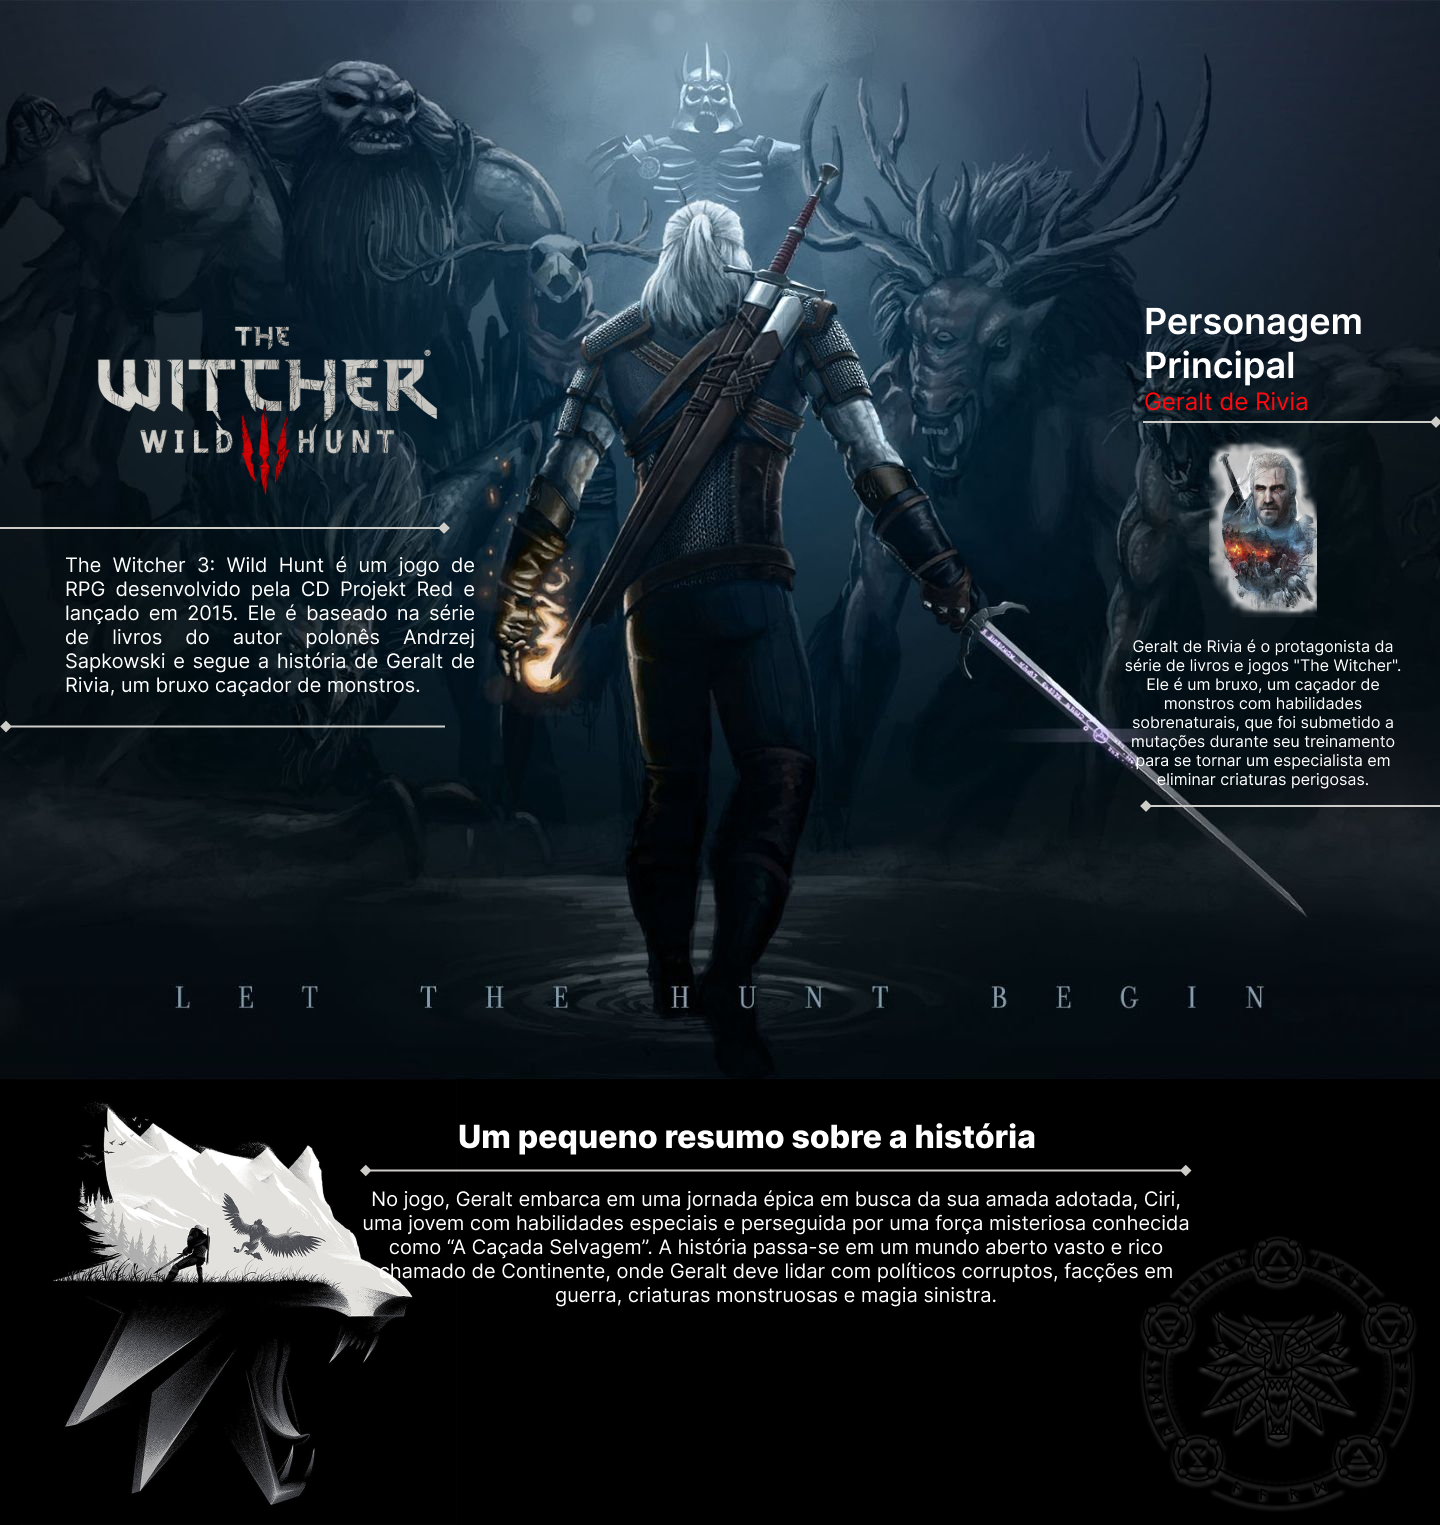 THE
WITCHER
WILD HUNT
The Witcher 3: Wild Hunt é um jogo de
RPG desenvolvido pela CD Projekt Red e
lançado em 2015. Ele é baseado na série
de livros do autor polonês Andrzej
Sapkowski e segue a história de Geralt de
Rivia, um bruxo caçador de monstros.
Personagem
Principal
Geralt de Rivia
Geralt de Rivia é o protagonista da
série de livros e jogos "The Witcher".
Ele é um bruxo, um caçador de
monstros com habilidades
sobrenaturais, que foi submetido a
mutações durante seu treinamento
para se tornar um especialista em
eliminar criaturas perigosas.
LET THE HUNT BEGIN
Um pequeno resumo sobre a história
No jogo, Geralt embarca em uma jornada épica em busca da sua amada adotada, Ciri,
uma jovem com habilidades especiais e perseguida por uma força misteriosa conhecida
como “A Caçada Selvagem”. A história passa-se em um mundo aberto vasto e rico
chamado de Continente, onde Geralt deve lidar com políticos corruptos, facções em
guerra, criaturas monstruosas e magia sinistra.